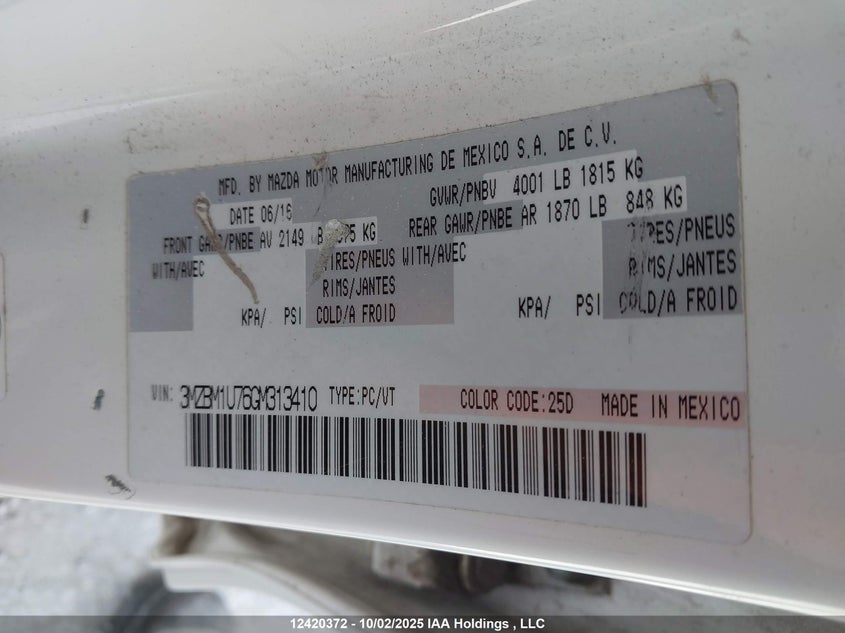 MFD. BY MAZDA MOTOR MANUFACTURING DE MEXICO S.A. DE C.V.
DATE 06/16 GVWR/PNBV 4001 LB 1815 KG
FRONT GAWR/PNBE AV 2149 KG REAR GAWR/PNBE AR 1870 LB 848 KG
WITH/AVEC TIRES/PNEUS WITH/AVEC TIRES/PNEUS
RIMS/JANTES RIMS/JANTES
KPA/ PSI COLD/A FROID KPA/ PSI COLD/A FROID
VIN: 3MZBM1U76GM313410 TYPE:PC/VT COLOR CODE:25D MADE IN MEXICO
12420372 - 10/02/2025 IAA Holdings , LLC